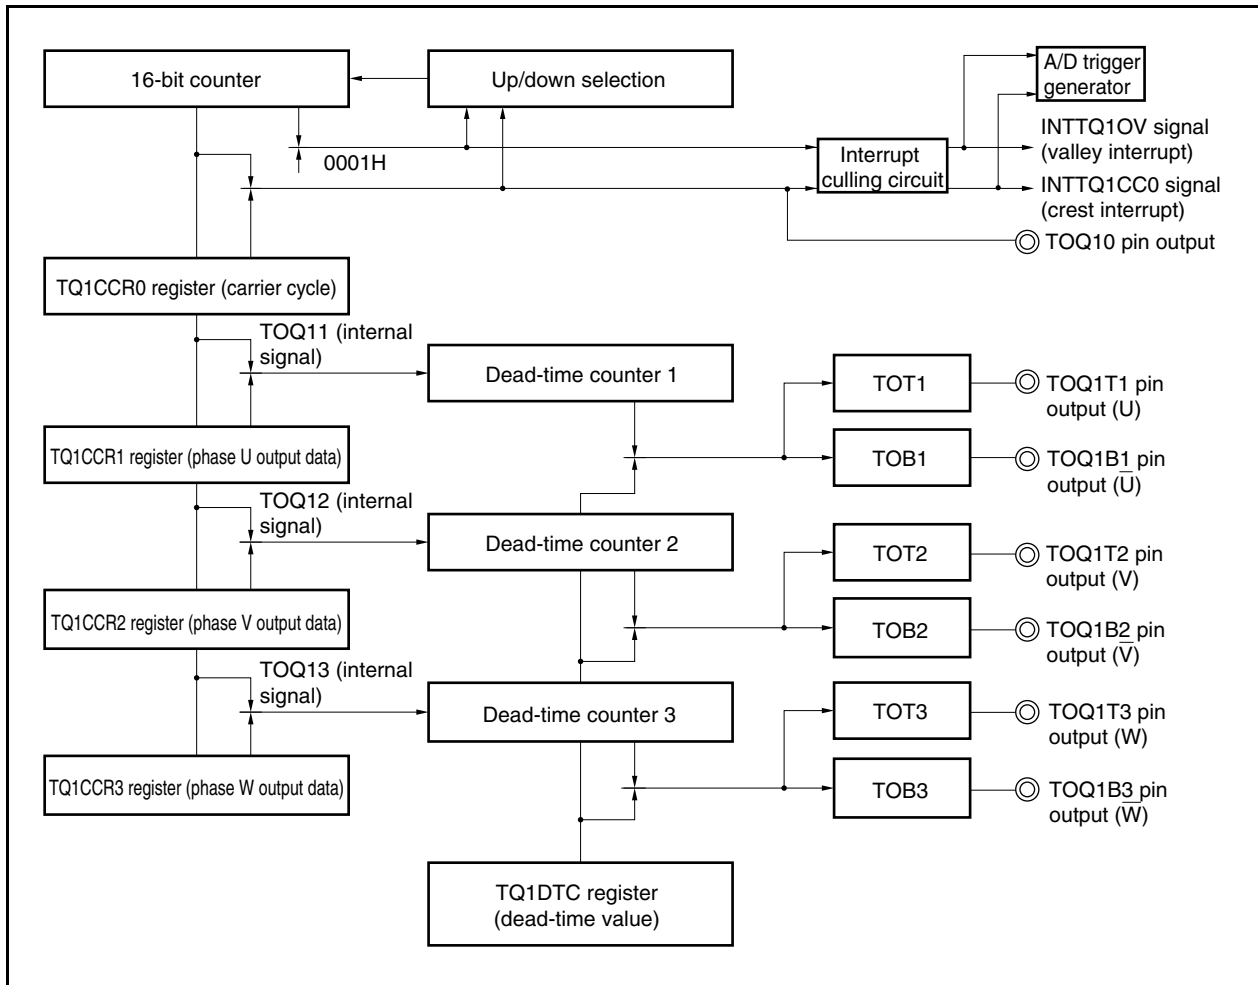 16-bit counter
Up/down selection
A/D trigger
generator
0001H
Interrupt
culling circuit
INTTQ1OV signal
(valley interrupt)
INTTQ1CC0 signal
(crest interrupt)
TOQ10 pin output
TQ1CCR0 register (carrier cycle)
TOQ11 (internal
signal)
Dead-time counter 1
TOT1
TOQ1T1 pin
output (U)
TQ1CCR1 register (phase U output data)
TOB1
TOQ1B1 pin
output (U̅)
TOQ12 (internal
signal)
Dead-time counter 2
TOT2
TOQ1T2 pin
output (V)
TQ1CCR2 register (phase V output data)
TOB2
TOQ1B2 pin
output (V̅)
TOQ13 (internal
signal)
Dead-time counter 3
TOT3
TOQ1T3 pin
output (W)
TQ1CCR3 register (phase W output data)
TOB3
TOQ1B3 pin
output (W̅)
TQ1DTC register
(dead-time value)